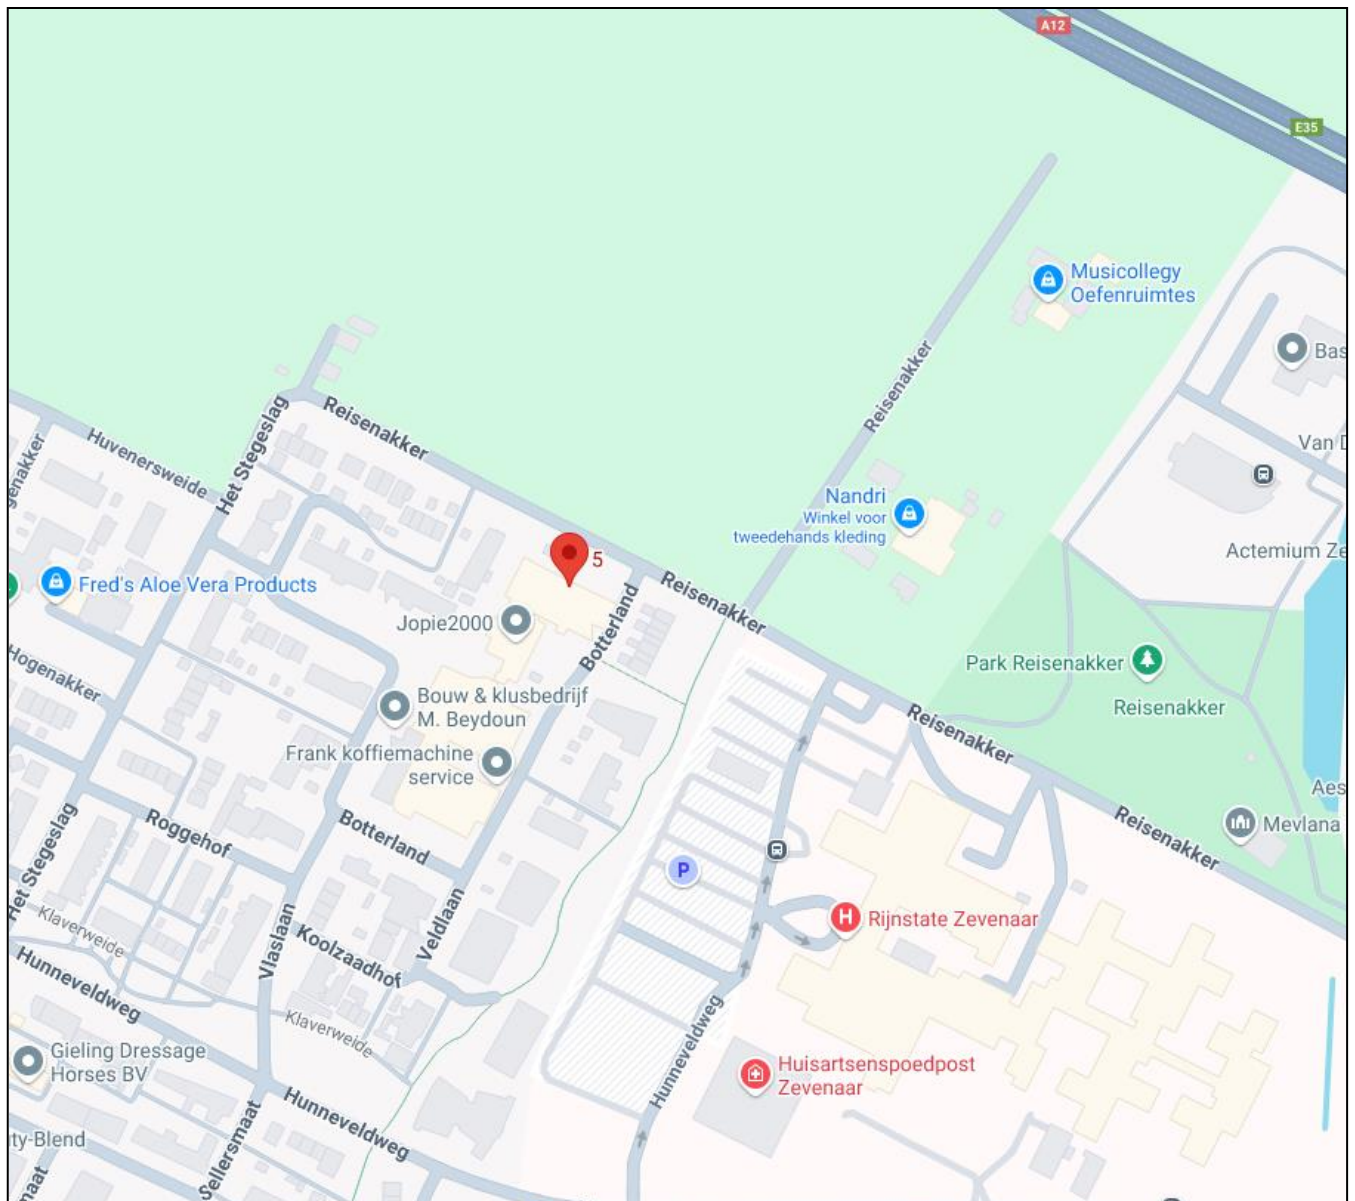 A12
E35
Musicollegy
Oefenruimtes
Bas
Reisenakker
Reisenakker
Huvenersweide
Het Stegeslag
genakker
Van D
Nandri
Winkel voor
tweedehands kleding
Actemium Ze
5
Fred's Aloe Vera Products
Reisenakker
Jopie2000
Botterland
Park Reisenakker
Reisenakker
Hogenakker
Bouw & klusbedrijf
M. Beydoun
Reisenakker
Frank koffiemachine
service
Aes
Mevlana
Reisenakker
Roggehof
Botterland
Het Stegeslag
P
H
Rijnstate Zevenaar
Klaverweide
Vlaslaan
Koolzaadhof
Veldlaan
Hunneveldweg
Klaverweide
Hunneveldweg
Gieling Dressage
Horses BV
Huisartsenspoedpost
Zevenaar
Hunneveldweg
Sellersmaat
ty-Blend
maat